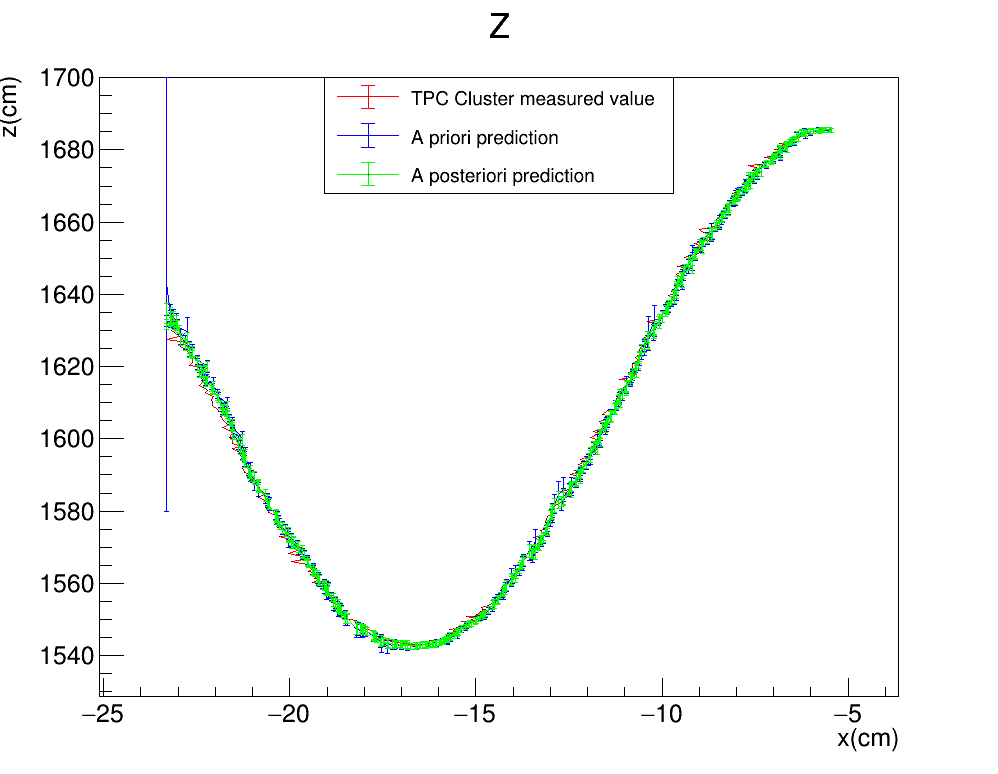 Z
z(cm)
1700
1680
1660
1640
1620
1600
1580
1560
1540
TPC Cluster measured value
A priori prediction
A posteriori prediction
−25 −20 −15 −10 −5
x(cm)